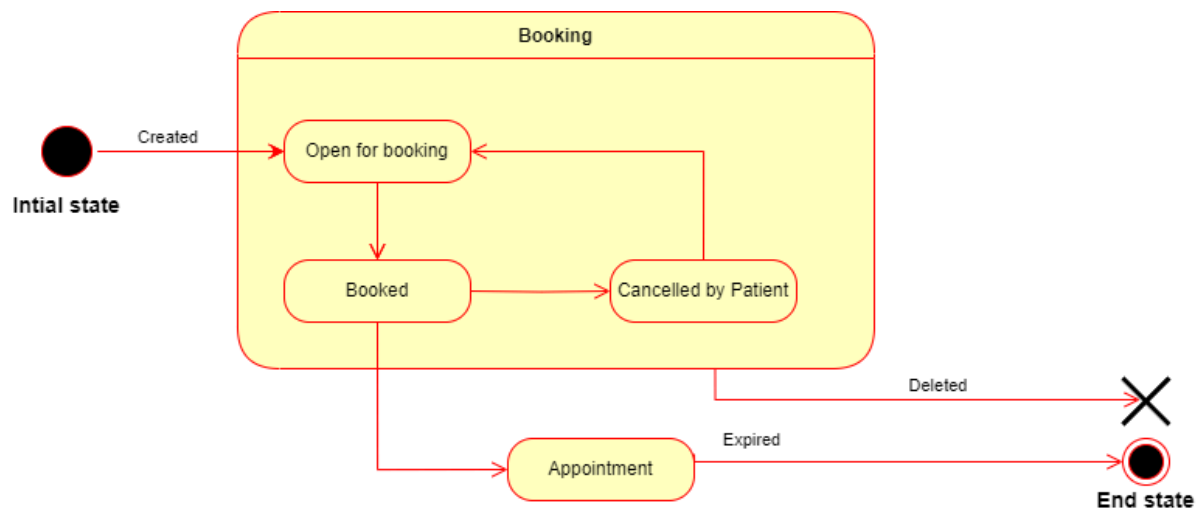 Booking
Created
Open for booking
Intial state
Booked
Cancelled by Patient
Deleted
Expired
Appointment
End state